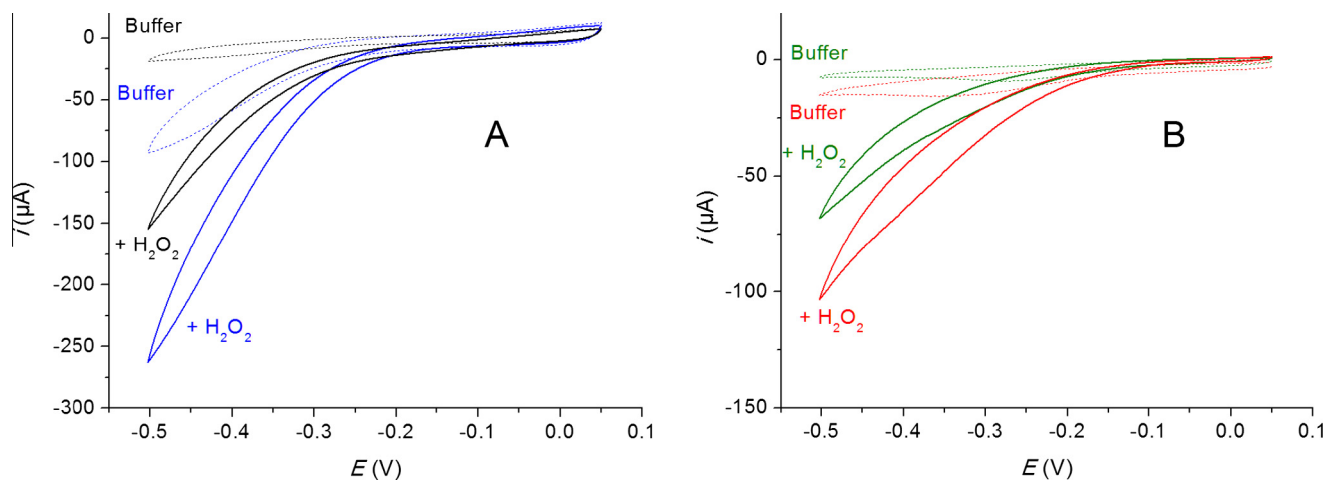 Buffer
Buffer
A
+ H₂O₂
+ H₂O₂
0
-50
-100
-150
-200
-250
-300
i (µA)
-0.5 -0.4 -0.3 -0.2 -0.1 0.0 0.1
E (V)
Buffer
Buffer
B
+ H₂O₂
+ H₂O₂
0
-50
-100
-150
i (µA)
-0.5 -0.4 -0.3 -0.2 -0.1 0.0 0.1
E (V)